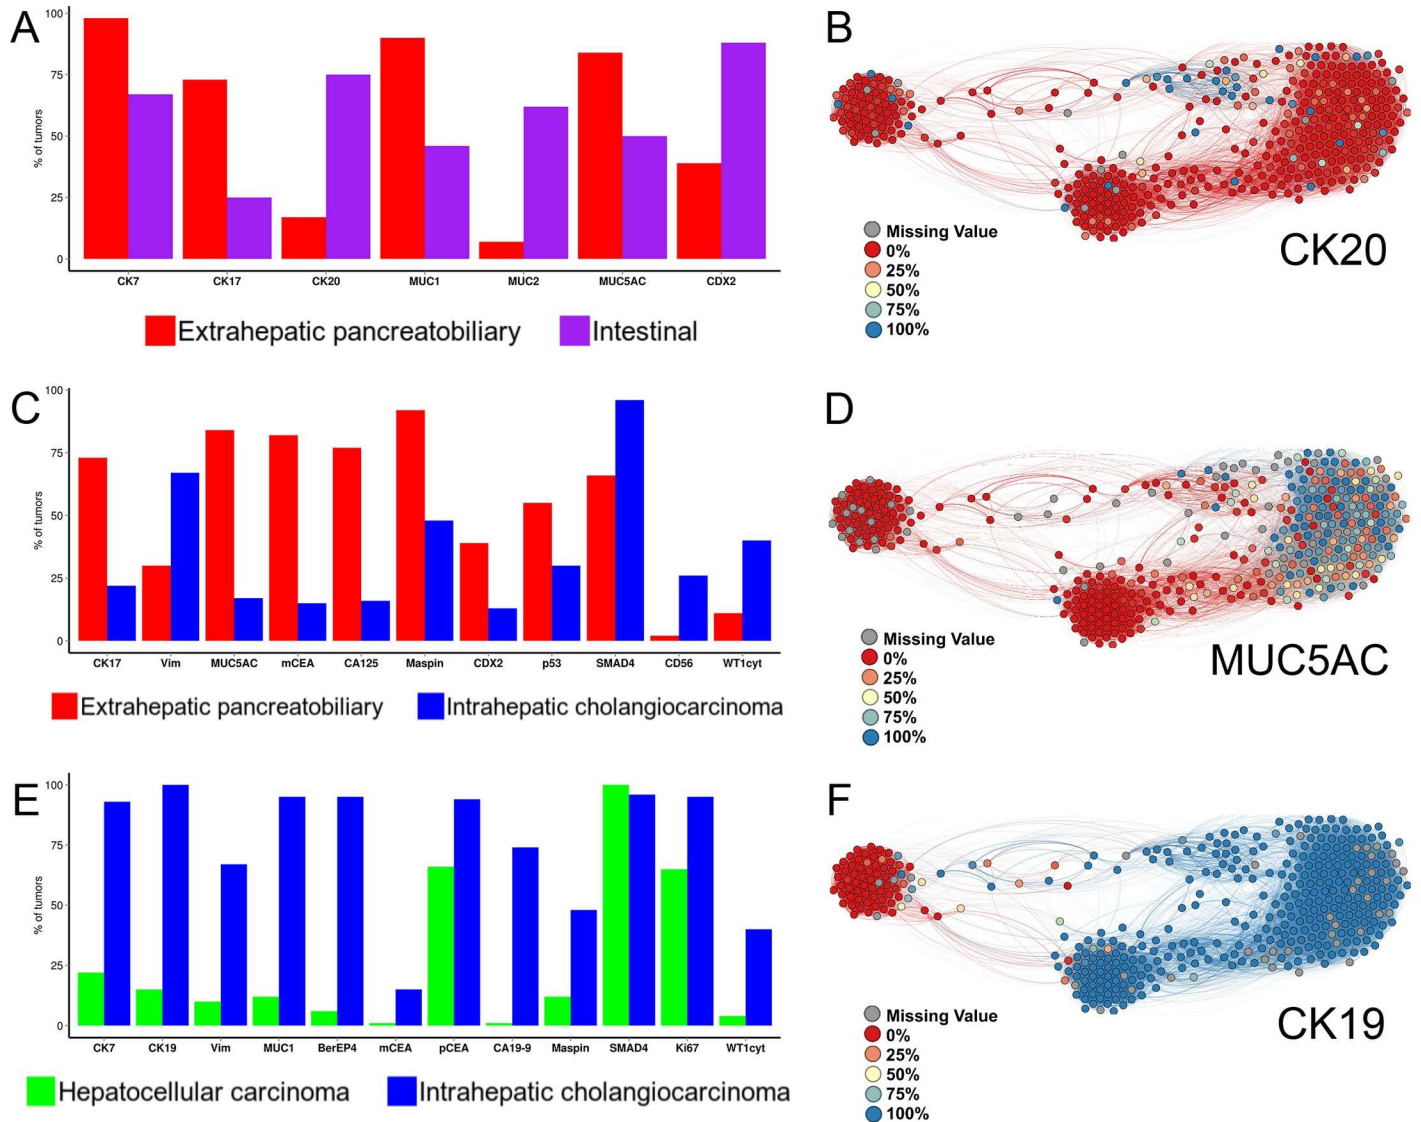 A
% of tumors
100
75
50
25
0
CK7 CK17 CK20 MUC1 MUC2 MUC5AC CDX2
Extrahepatic pancreatobiliary Intestinal
B
Missing Value
0%
25%
50%
75%
100%
CK20
C
% of tumors
100
75
50
25
0
CK17 Vim MUC5AC mCEA CA125 Maspin CDX2 p53 SMAD4 CD56 WT1cyt
Extrahepatic pancreatobiliary Intrahepatic cholangiocarcinoma
D
Missing Value
0%
25%
50%
75%
100%
MUC5AC
E
% of tumors
100
75
50
25
0
CK7 CK19 Vim MUC1 BerEP4 mCEA pCEA CA19-9 Maspin SMAD4 Ki67 WT1cyt
Hepatocellular carcinoma Intrahepatic cholangiocarcinoma
F
Missing Value
0%
25%
50%
75%
100%
CK19